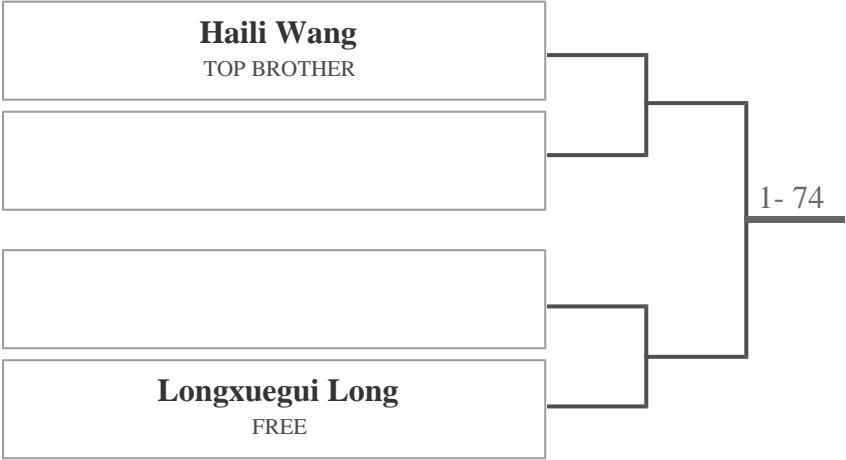 Haili Wang
TOP BROTHER
1- 74
Longxuegui Long
FREE